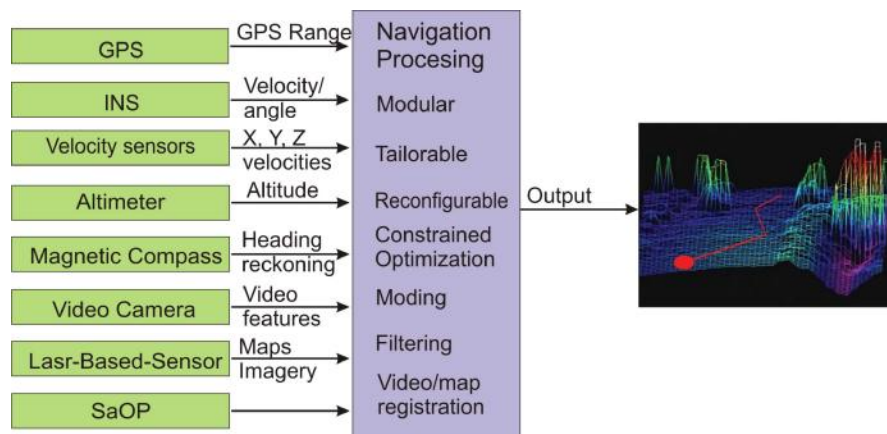 GPS
GPS Range
INS
Velocity/
angle
Velocity sensors
X, Y, Z
velocities
Altimeter
Altitude
Magnetic Compass
Heading
reckoning
Video Camera
Video
features
Lasr-Based-Sensor
Maps
Imagery
SaOP
Navigation
Procesing
Modular
Tailorable
Reconfigurable
Constrained
Optimization
Moding
Filtering
Video/map
registration
Output